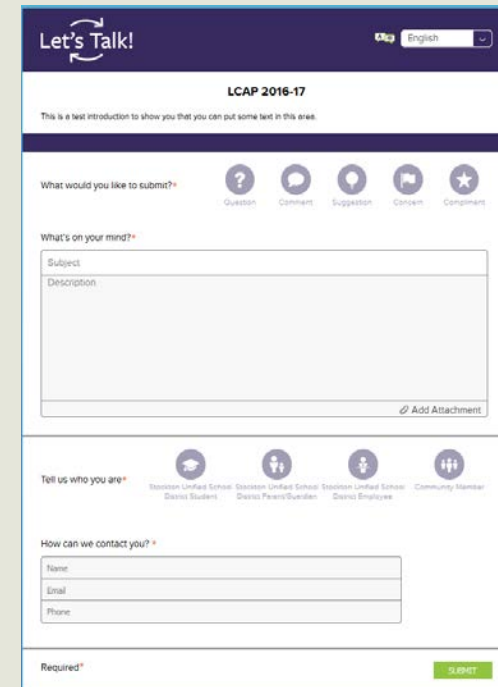 Let's Talk!
English
LCAP 2016-17
This is a test introduction to show you that you can put some text in this area.
What would you like to submit?*
Question Comment Suggestion Concern Compliment
What's on your mind?*
Subject
Description
Add Attachment
Tell us who you are*
Stockton Unified School District Student
Stockton Unified School District Parent/Guardian
Stockton Unified School District Employee
Community Member
How can we contact you? *
Name
Email
Phone
Required*
SUBMIT